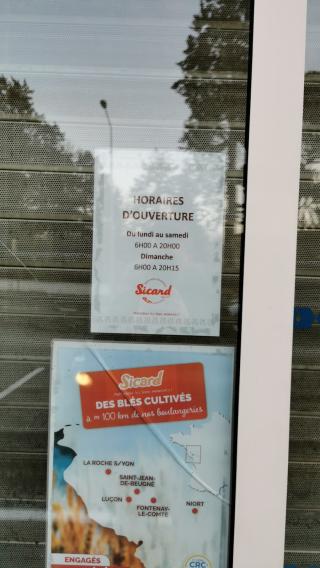 HORAIRES
D'OUVERTURE
Du lundi au samedi
6H00 A 20H00
Dimanche
6H00 A 20H15
Sicard
Sicard
DES BLÉS CULTIVÉS
à 100 km de nos boulangeries
LA ROCHE S/YON
SAINT-JEAN-
DE-BEUGNE
LUÇON
FONTENAY-
LE-COMTE
NIORT
ENGAGÉS
CRC